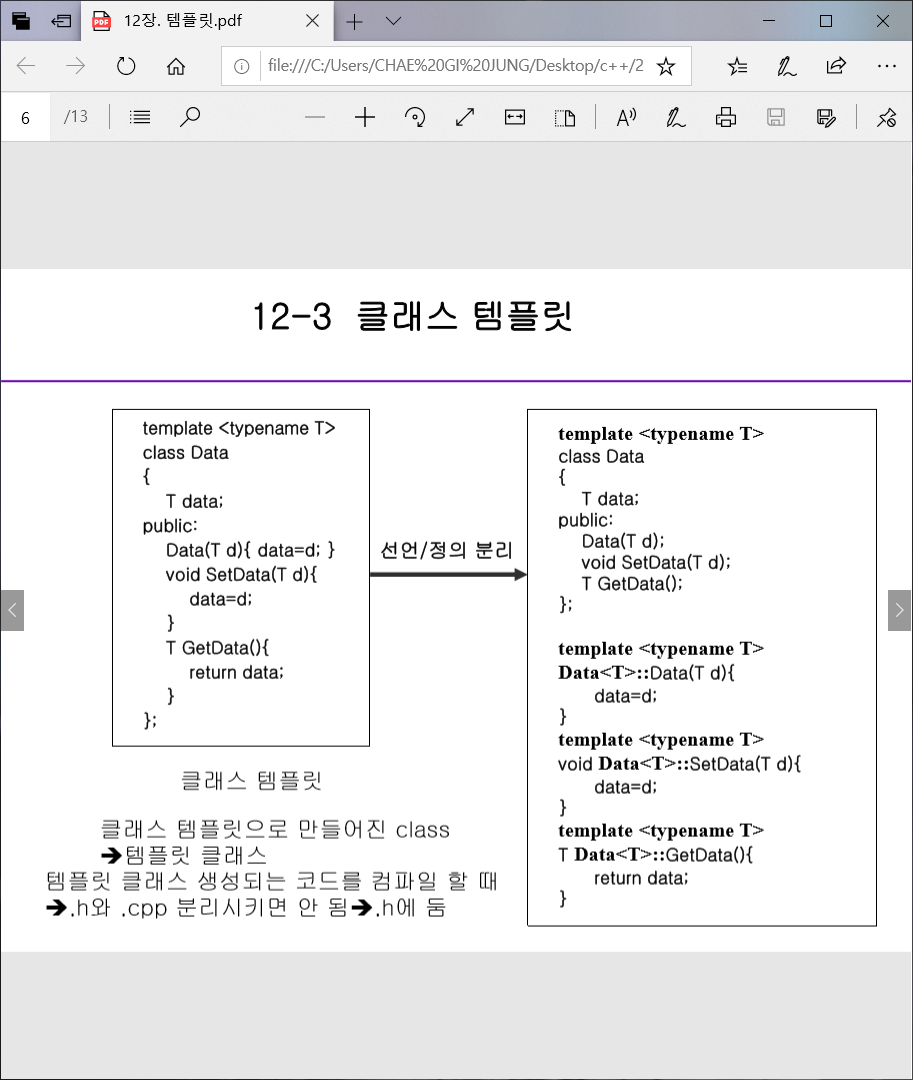 12장. 템플릿.pdf
file:///C:/Users/CHAE%20GI%20JUNG/Desktop/c++/2
6 /13
12-3 클래스 템플릿
template <typename T>
class Data
{
T data;
public:
Data(T d){ data=d; }
void SetData(T d){
data=d;
}
T GetData(){
return data;
}
};
클래스 템플릿
선언/정의 분리
template <typename T>
class Data
{
T data;
public:
Data(T d);
void SetData(T d);
T GetData();
};
template <typename T>
Data<T>::Data(T d){
data=d;
}
template <typename T>
void Data<T>::SetData(T d){
data=d;
}
template <typename T>
T Data<T>::GetData(){
return data;
}
클래스 템플릿으로 만들어진 class
➔템플릿 클래스
템플릿 클래스 생성되는 코드를 컴파일 할 때
➔.h와 .cpp 분리시키면 안 됨➔.h에 둠